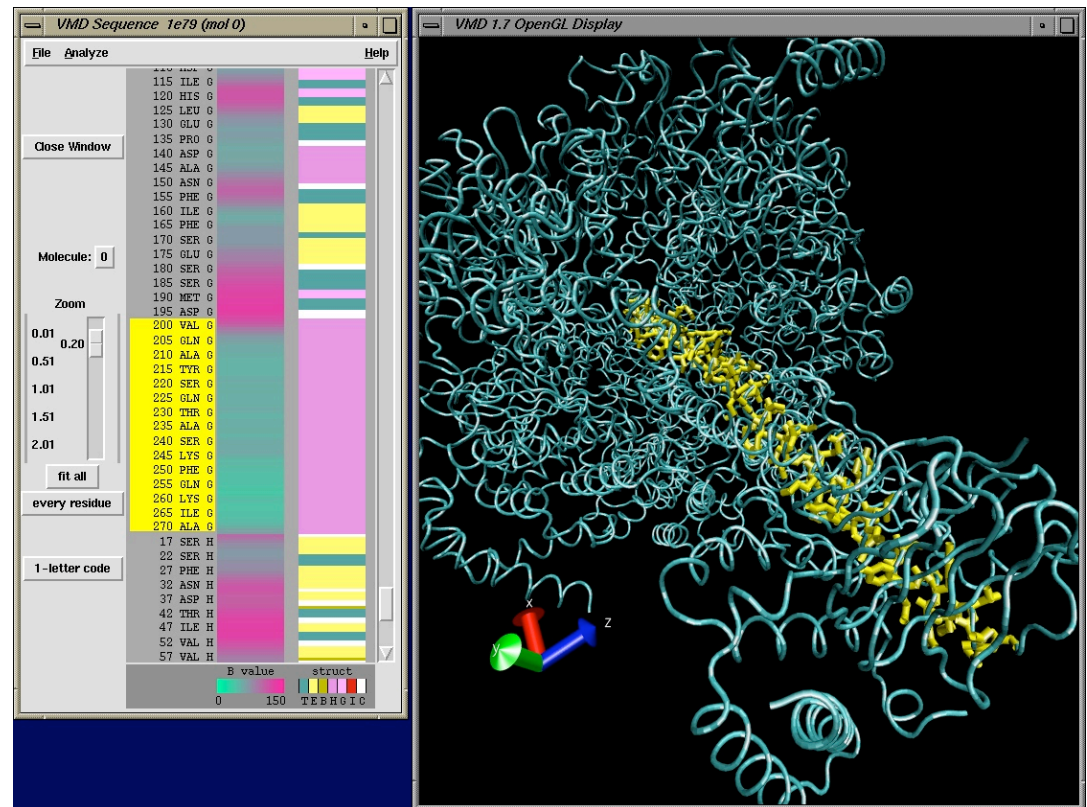 VMD Sequence 1e79 (mol 0)
File Analyze Help
115 ILE G
120 HIS G
125 LEU G
130 GLU G
135 PRO G
140 ASP G
145 ALA G
150 ASN G
155 PHE G
160 ILE G
165 PHE G
170 SER G
175 GLU G
180 SER G
185 SER G
190 MET G
195 ASP G
200 VAL G
205 GLN G
210 ALA G
215 TYR G
220 SER G
225 GLN G
230 THR G
235 ALA G
240 SER G
245 LYS G
250 PHE G
255 GLN G
260 LYS G
265 ILE G
270 ALA G
17 SER H
22 SER H
27 PHE H
32 ASN H
37 ASP H
42 THR H
47 ILE H
52 VAL H
57 VAL H
Close Window
Molecule: 0
Zoom
0.01
0.20
0.51
1.01
1.51
2.01
fit all
every residue
1-letter code
B value
0 150
struct
T E B H G I C
VMD 1.7 OpenGL Display
x
y
Z